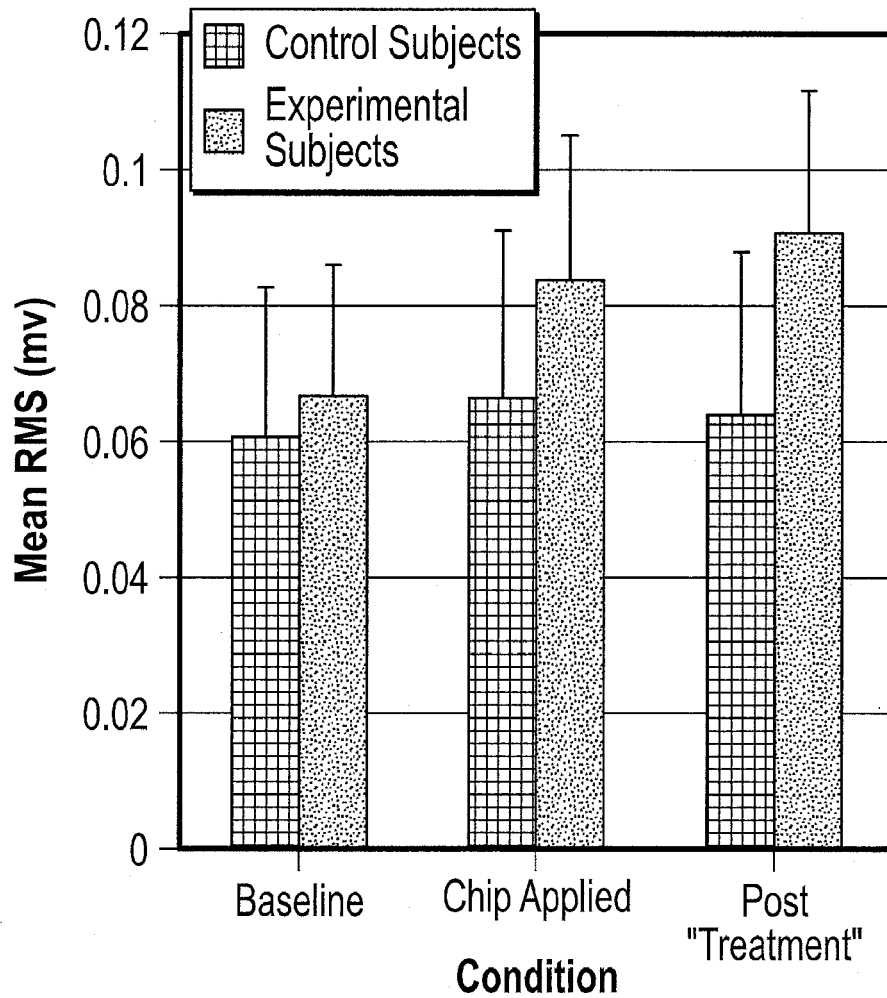 Control Subjects
Experimental
Subjects
0.12
0.1
0.08
0.06
0.04
0.02
0
Mean RMS (mv)
Baseline
Chip Applied
Post
"Treatment"
Condition